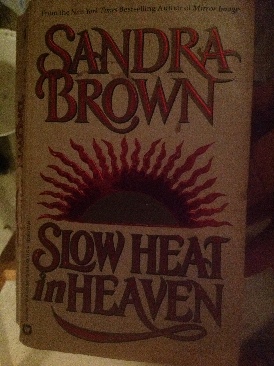 From the New York Times Bestselling Author of Mirror Image
SANDRA
BROWN
SLOW HEAT
in HEAVEN